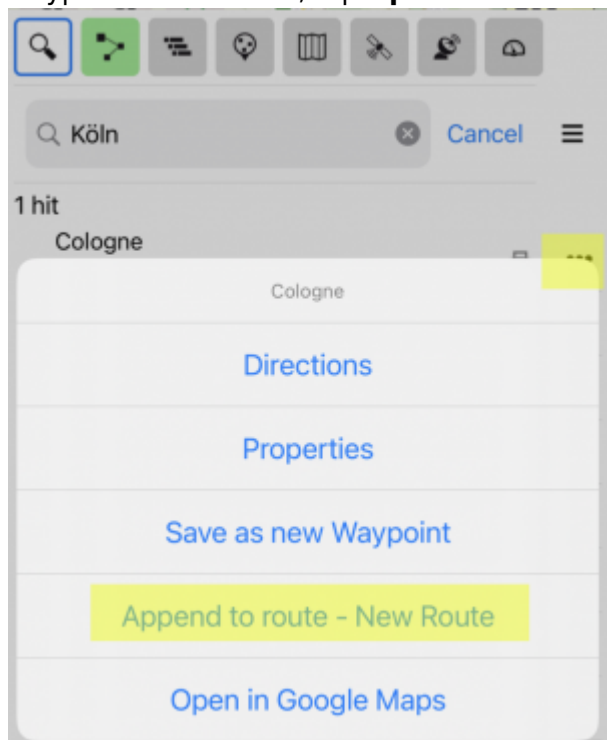 Köln
Cancel
1 hit
Cologne
Cologne
Directions
Properties
Save as new Waypoint
Append to route - New Route
Open in Google Maps